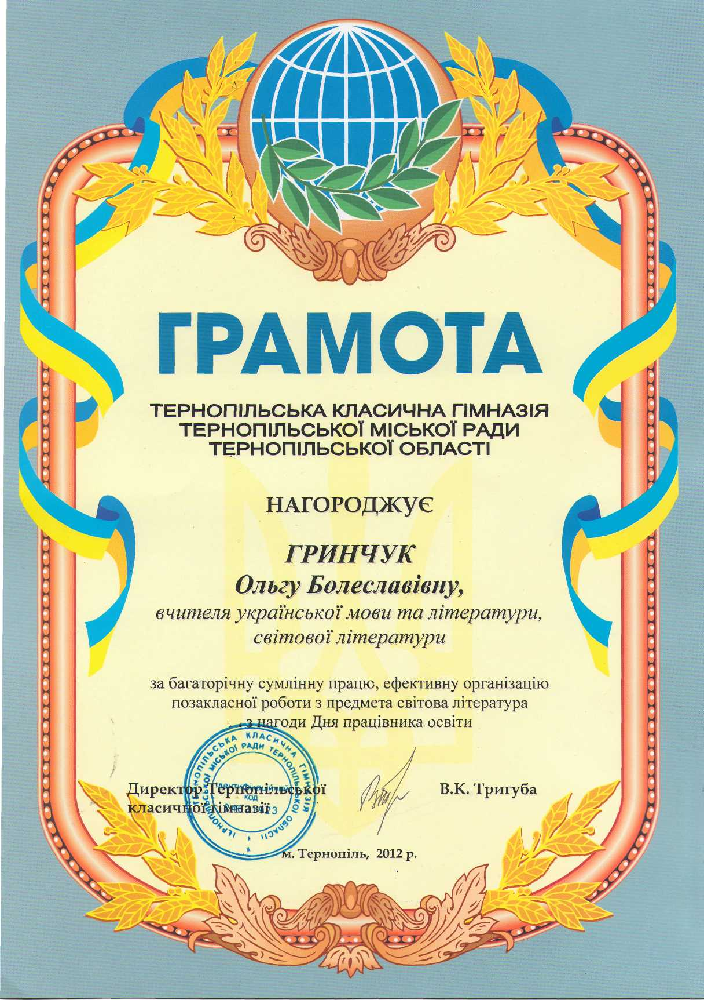 ГРАМОТА
ТЕРНОПІЛЬСЬКА КЛАСИЧНА ГІМНАЗІЯ
ТЕРНОПІЛЬСЬКОЇ МІСЬКОЇ РАДИ
ТЕРНОПІЛЬСЬКОЇ ОБЛАСТІ
НАГОРОДЖУЄ
ГРИНЧУК
Ольгу Болеславівну,
вчителя української мови та літератури,
світової літератури
за багаторічну сумлінну працю, ефективну організацію
позакласної роботи з предмета світова література
з нагоди Дня працівника освіти
Директор Тернопільської
класичної гімназії
В.К. Тригуба
ТЕРНОПІЛЬСЬКА КЛАСИЧНА ГІМНАЗІЯ
ТЕРНОПІЛЬСЬКОЇ МІСЬКОЇ РАДИ ТЕРНОПІЛЬСЬКОЇ ОБЛАСТІ
Ідентифікаційний
код
м. Тернопіль, 2012 р.